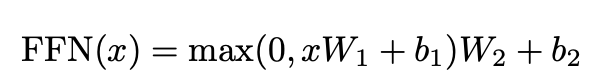 FFN(x) = max(0, xW₁ + b₁)W₂ + b₂